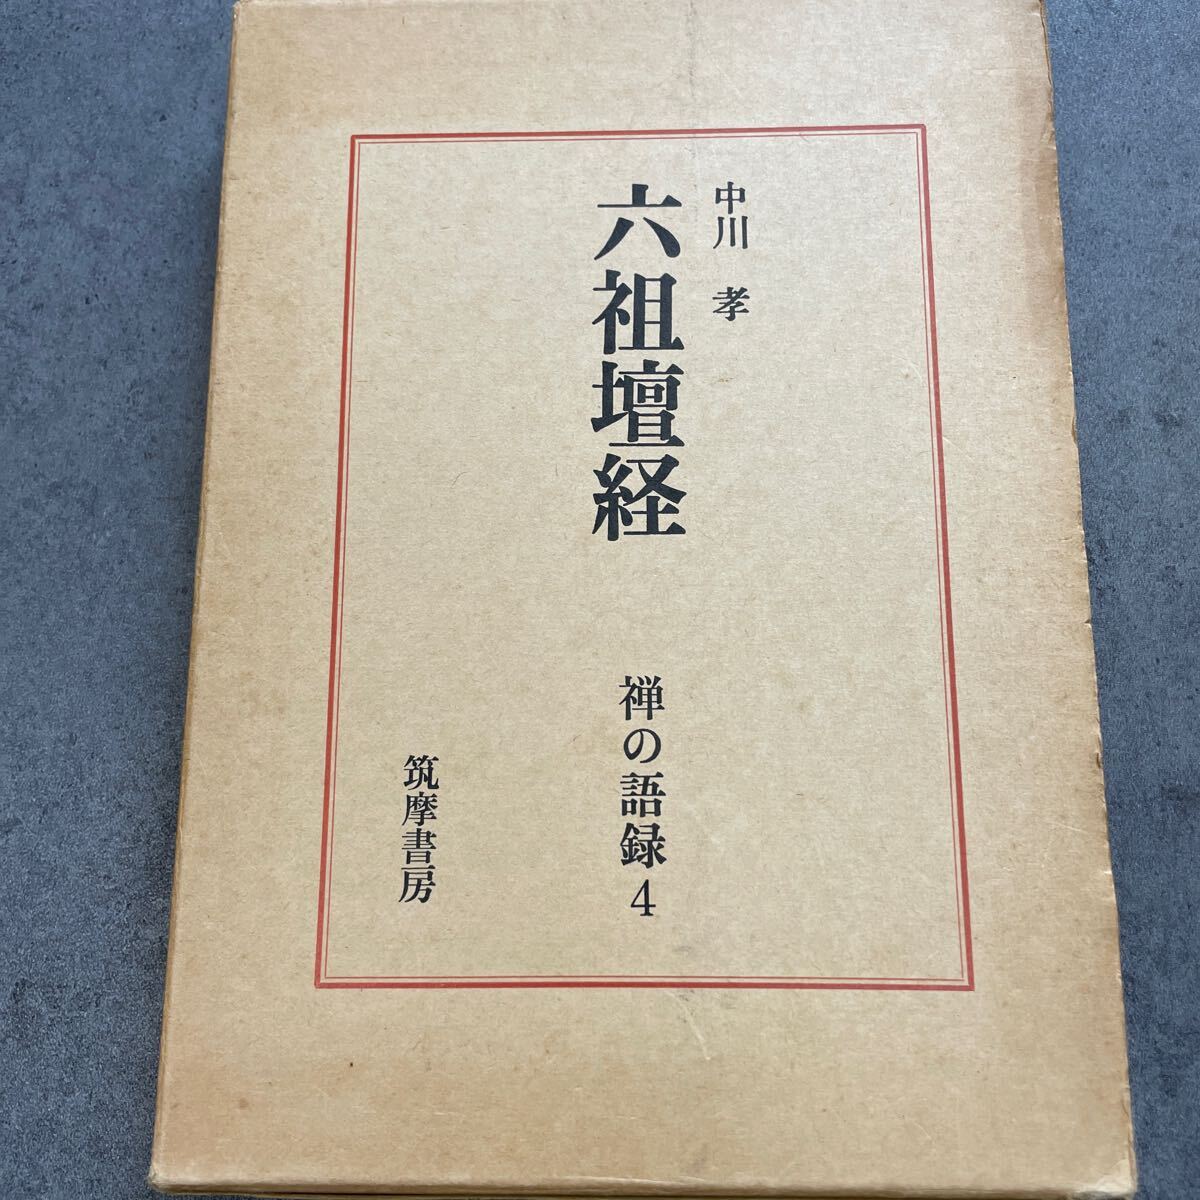 中川 孝
六祖壇経
禅の語録 4
筑摩書房